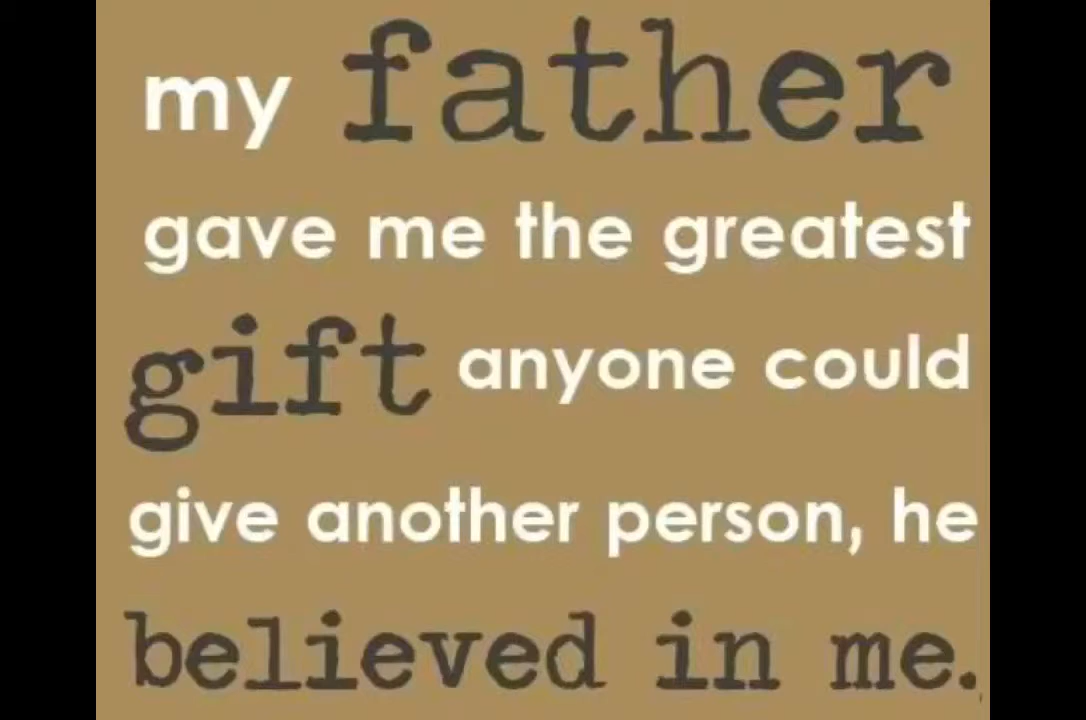 my father
gave me the greatest
gift anyone could
give another person, he
believed in me.